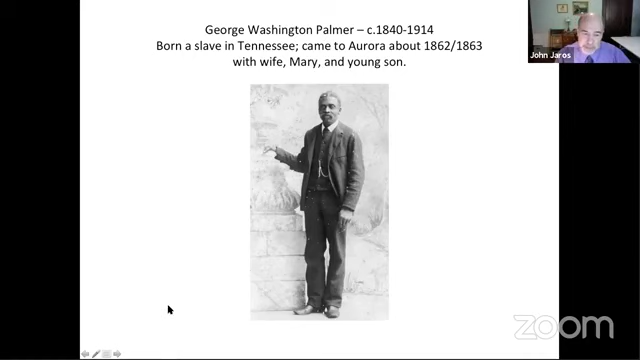 George Washington Palmer – c.1840-1914
Born a slave in Tennessee; came to Aurora about 1862/1863
with wife, Mary, and young son.
John Jaros
zoom